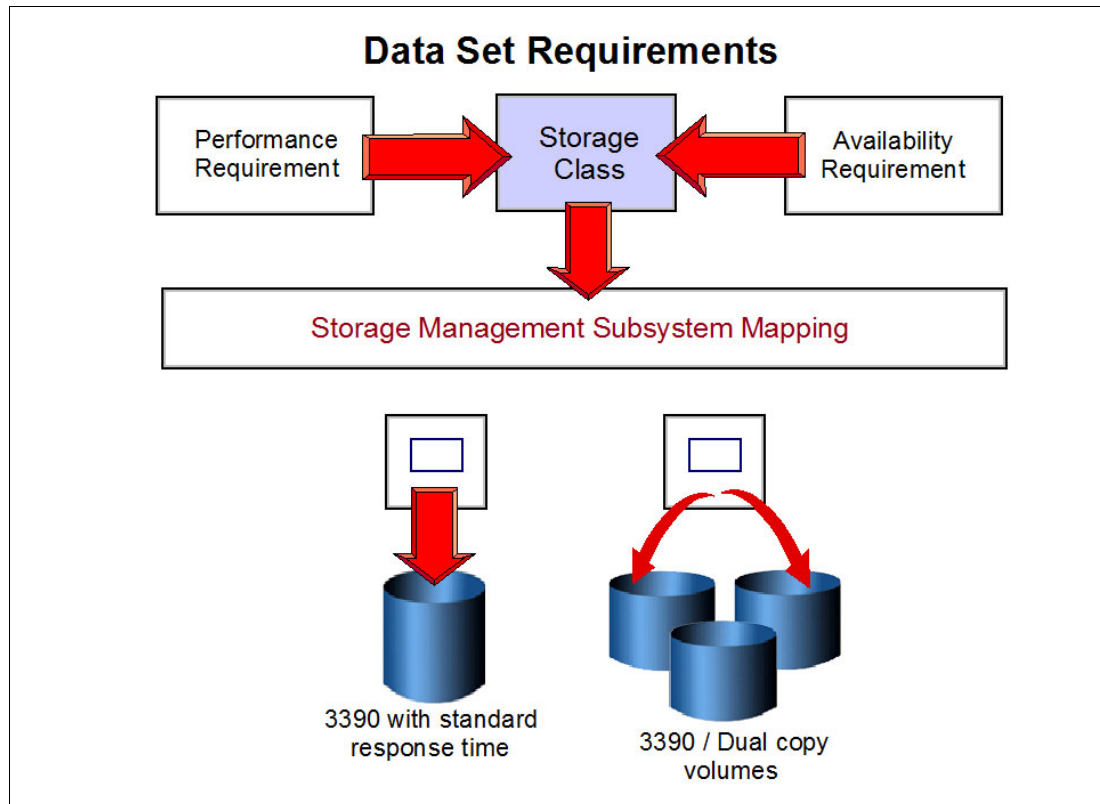 Data Set Requirements
Performance
Requirement
Storage
Class
Availability
Requirement
Storage Management Subsystem Mapping
3390 with standard
response time
3390 / Dual copy
volumes